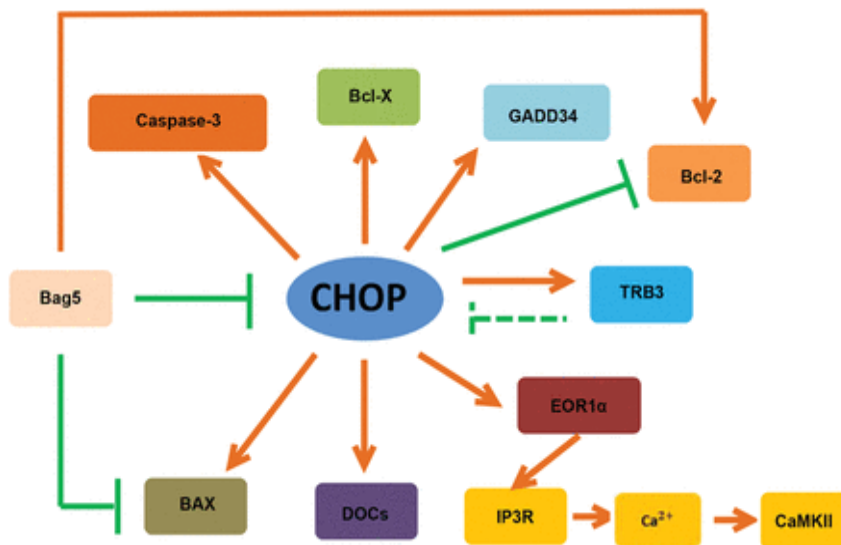 Bcl-X
GADD34
Caspase-3
Bcl-2
Bag5
CHOP
TRB3
EOR1α
BAX
DOCs
IP3R
Ca²⁺
CaMKII